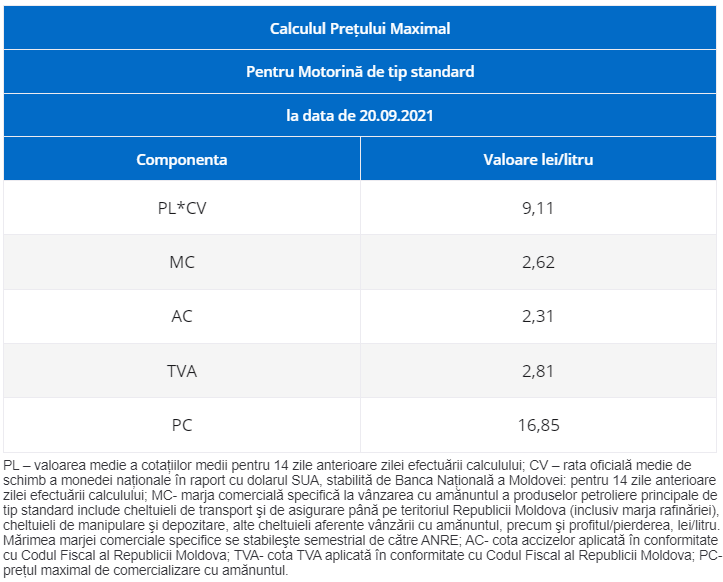 Calculul Prețului Maximal
Pentru Motorină de tip standard
la data de 20.09.2021
Componenta Valoare lei/litru
PL*CV 9,11
MC 2,62
AC 2,31
TVA 2,81
PC 16,85
PL – valoarea medie a cotațiilor medii pentru 14 zile anterioare zilei efectuării calculului; CV – rata oficială medie de
schimb a monedei naționale în raport cu dolarul SUA, stabilită de Banca Națională a Moldovei: pentru 14 zile anterioare
zilei efectuării calculului; MC- marja comercială specifică la vânzarea cu amănuntul a produselor petroliere principale de
tip standard include cheltuieli de transport şi de asigurare până pe teritoriul Republicii Moldova (inclusiv marja rafinăriei),
cheltuieli de manipulare şi depozitare, alte cheltuieli aferente vânzării cu amănuntul, precum şi profitul/pierderea, lei/litru.
Mărimea marjei comerciale specifice se stabileşte semestrial de către ANRE; AC- cota accizelor aplicată în conformitate
cu Codul Fiscal al Republicii Moldova; TVA- cota TVA aplicată în conformitate cu Codul Fiscal al Republicii Moldova; PC-
prețul maximal de comercializare cu amănuntul.